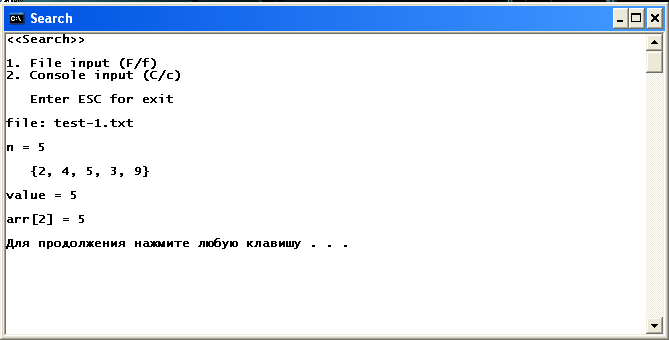 Search
<<Search>>
1. File input (F/f)
2. Console input (C/c)
Enter ESC for exit
file: test-1.txt
n = 5
{2, 4, 5, 3, 9}
value = 5
arr[2] = 5
Для продолжения нажмите любую клавишу . . .